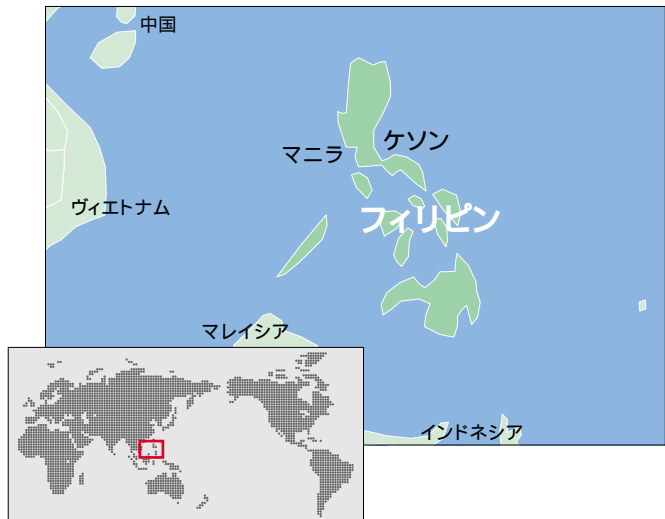 中国
ケソン
マニラ
ヴィエトナム
フィリピン
マレイシア
インドネシア